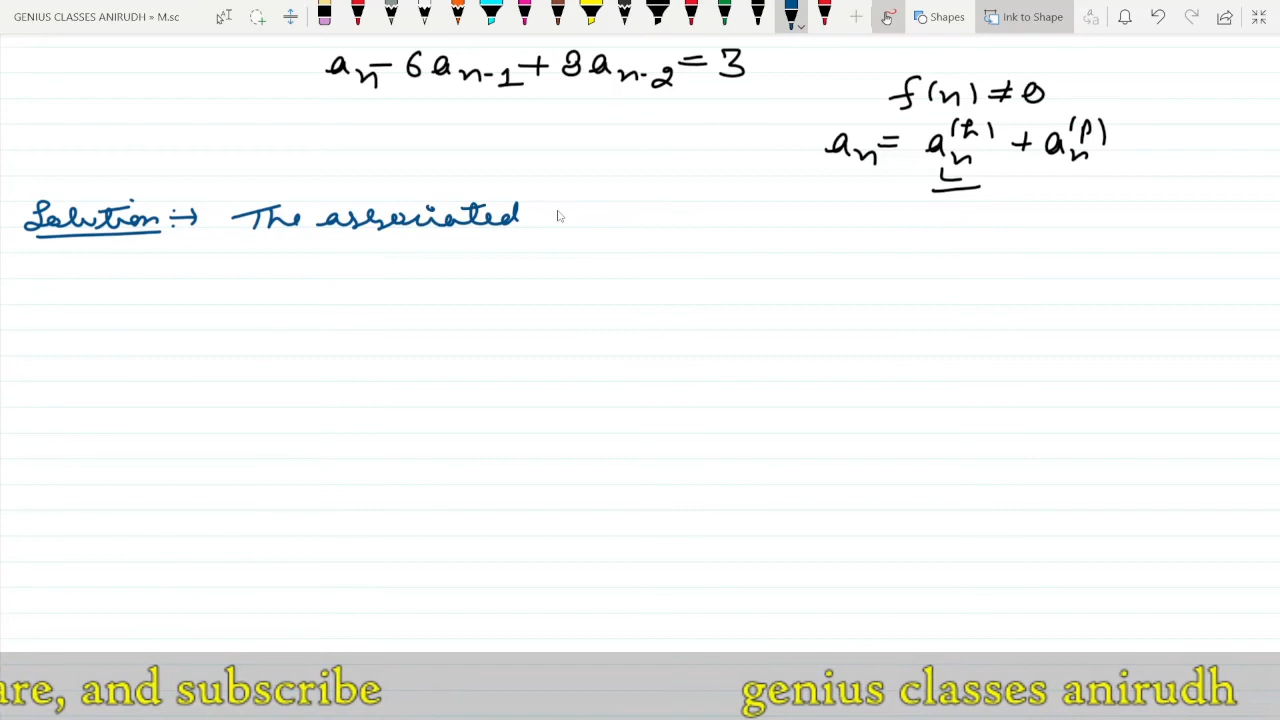 GENIUS CLASSES ANIRUDH » M.sc
Shapes
Ink to Shape
aₙ - 6aₙ₋₁ + 8aₙ₋₂ = 3
f(n) ≠ 0
aₙ = aₙ^(h) + aₙ^(p)
Solution :→ The associated
are, and subscribe
genius classes anirudh